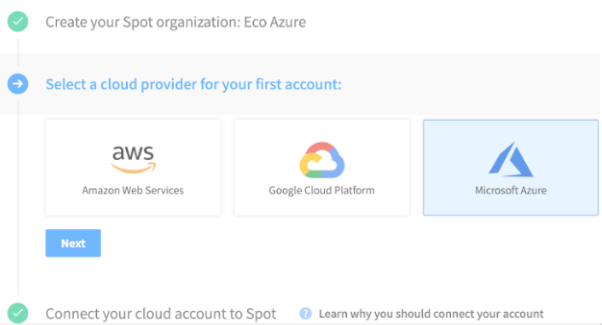 Create your Spot organization: Eco Azure
Select a cloud provider for your first account:
aws
Amazon Web Services
Google Cloud Platform
Microsoft Azure
Next
Connect your cloud account to Spot
? Learn why you should connect your account